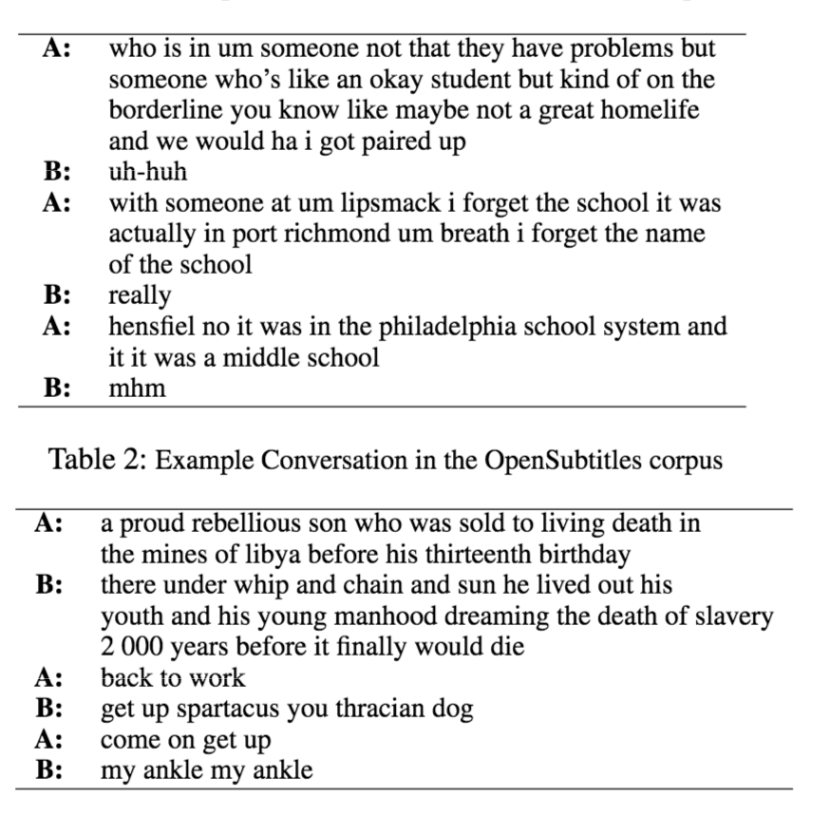 A: who is in um someone not that they have problems but
someone who's like an okay student but kind of on the
borderline you know like maybe not a great homelife
and we would ha i got paired up
B: uh-huh
A: with someone at um lipsmack i forget the school it was
actually in port richmond um breath i forget the name
of the school
B: really
A: hensfiel no it was in the philadelphia school system and
it it was a middle school
B: mhm
Table 2: Example Conversation in the OpenSubtitles corpus
A: a proud rebellious son who was sold to living death in
the mines of libya before his thirteenth birthday
B: there under whip and chain and sun he lived out his
youth and his young manhood dreaming the death of slavery
2 000 years before it finally would die
A: back to work
B: get up spartacus you thracian dog
A: come on get up
B: my ankle my ankle